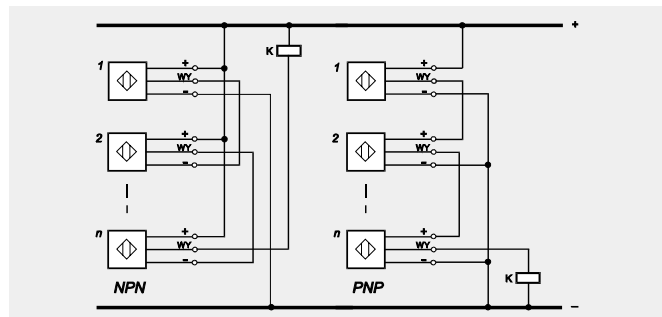 +
K
1 + WY -
1 + WY -
2 + WY -
2 + WY -
n + WY -
n + WY -
K
NPN
PNP
-